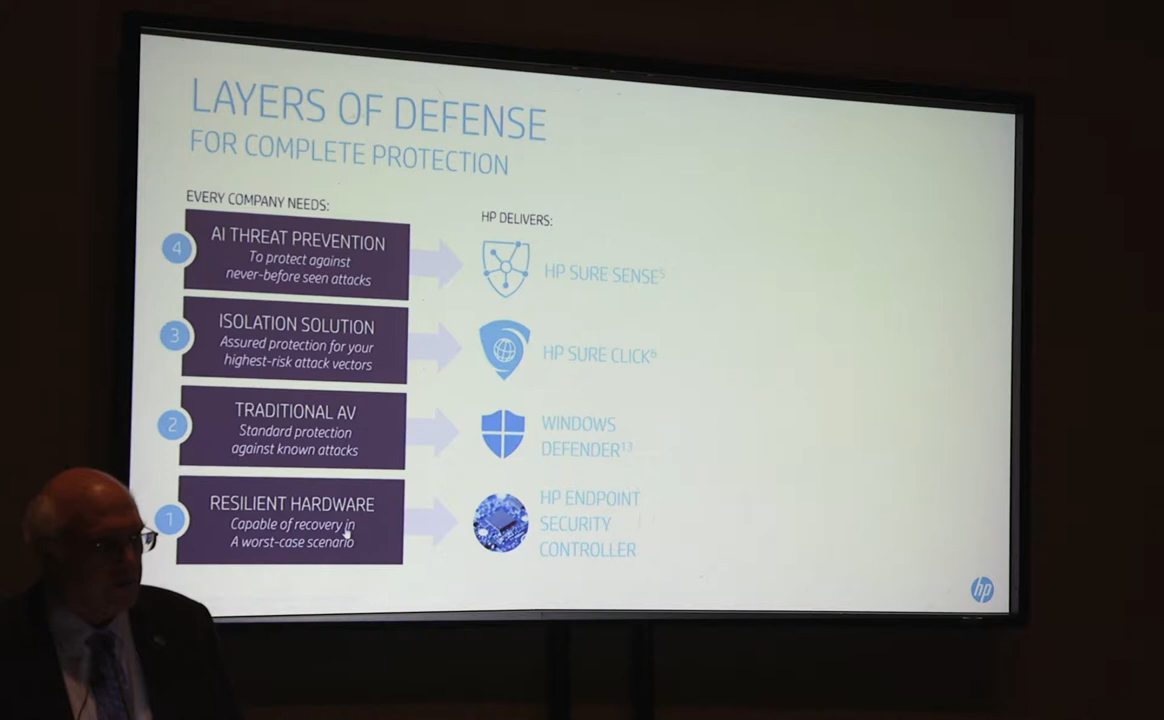 LAYERS OF DEFENSE
FOR COMPLETE PROTECTION
EVERY COMPANY NEEDS:
HP DELIVERS:
4
AI THREAT PREVENTION
To protect against
never-before seen attacks
HP SURE SENSE⁵
3
ISOLATION SOLUTION
Assured protection for your
highest-risk attack vectors
HP SURE CLICK⁶
2
TRADITIONAL AV
Standard protection
against known attacks
WINDOWS
DEFENDER¹³
1
RESILIENT HARDWARE
Capable of recovery in
A worst-case scenario
HP ENDPOINT
SECURITY
CONTROLLER
hp